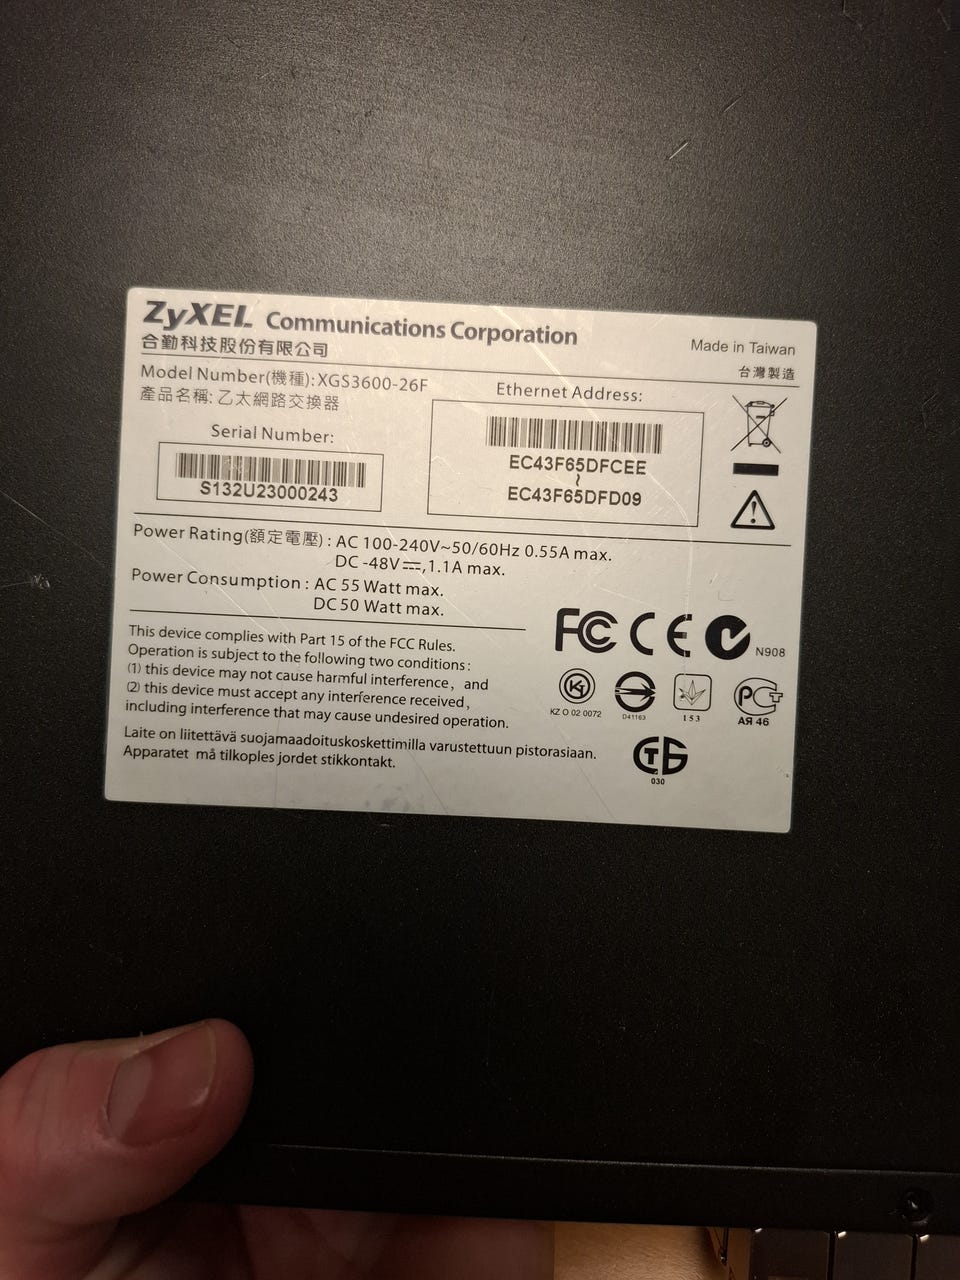 ZyXEL Communications Corporation
合勤科技股份有限公司
Made in Taiwan
台灣製造
Model Number(機種): XGS3600-26F
產品名稱: 乙太網路交換器
Serial Number:
S132U23000243
Ethernet Address:
EC43F65DFCEE
~
EC43F65DFD09
Power Rating(額定電壓) : AC 100-240V~50/60Hz 0.55A max.
DC -48V⎓,1.1A max.
Power Consumption : AC 55 Watt max.
DC 50 Watt max.
This device complies with Part 15 of the FCC Rules.
Operation is subject to the following two conditions :
(1) this device may not cause harmful interference, and
(2) this device must accept any interference received,
including interference that may cause undesired operation.
Laite on liitettävä suojamaadoituskoskettimilla varustettuun pistorasiaan.
Apparatet må tilkoples jordet stikkontakt.
FC CE N908
KZ O 02 0072
D41163
153
РСТ
АЯ 46
СТБ
030